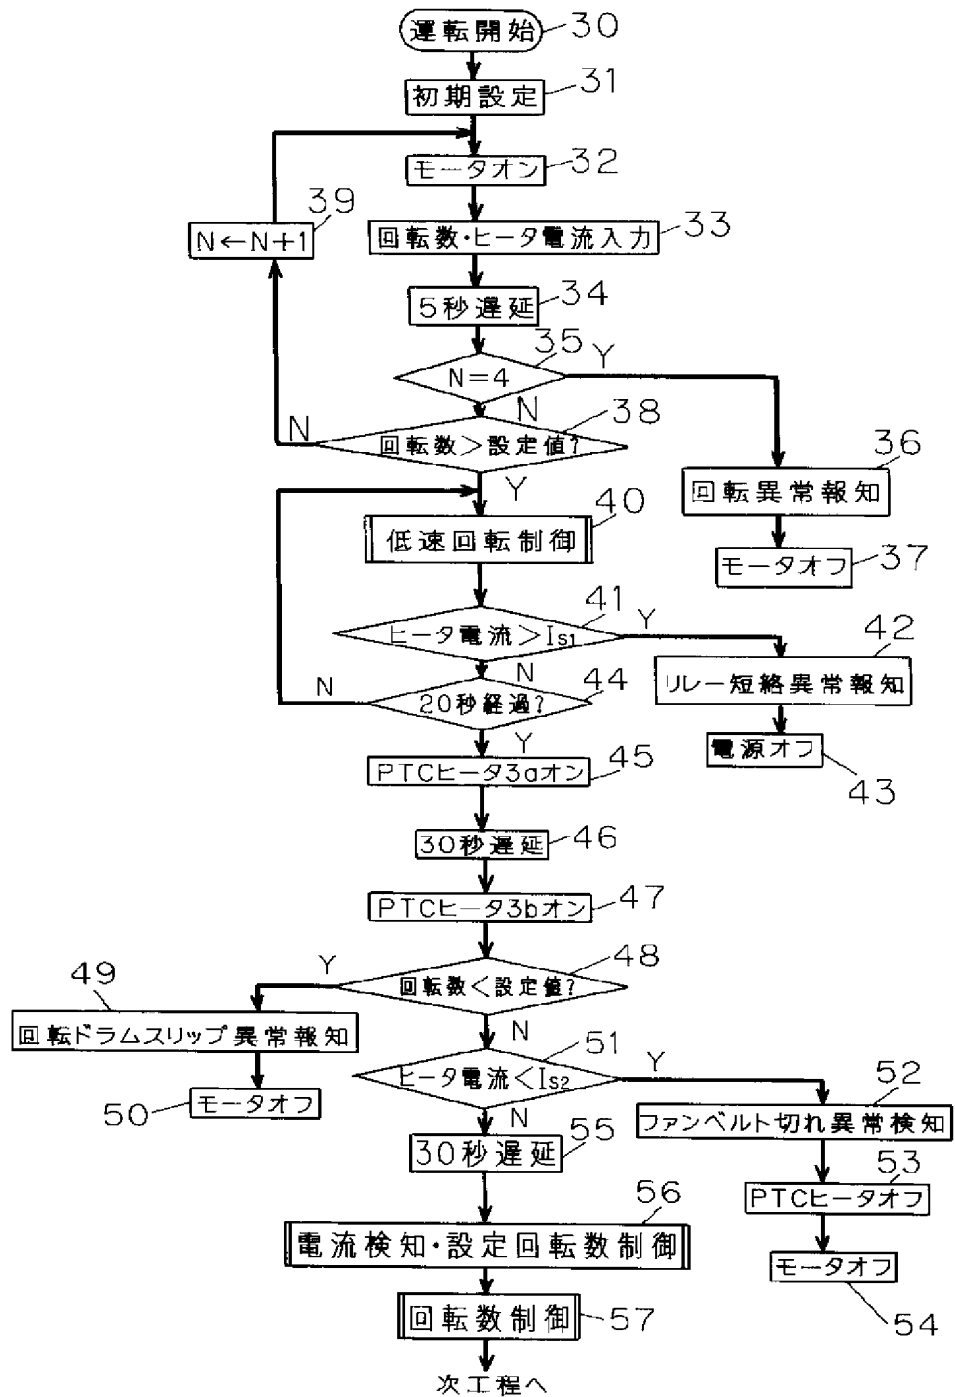 運転開始 30
初期設定 31
モータオン 32
N←N+1 39
回転数・ヒータ電流入力 33
5秒遅延 34
N=4 35
Y
N
回転数>設定値? 38
N
Y
回転異常報知 36
モータオフ 37
低速回転制御 40
ヒータ電流>IS1 41
Y
N
リレー短絡異常報知 42
電源オフ 43
20秒経過? 44
N
Y
PTCヒータ3aオン 45
30秒遅延 46
PTCヒータ3bオン 47
回転数<設定値? 48
Y
N
回転ドラムスリップ異常報知 49
モータオフ 50
ヒータ電流<IS2 51
Y
N
ファンベルト切れ異常検知 52
PTCヒータオフ 53
モータオフ 54
30秒遅延 55
電流検知・設定回転数制御 56
回転数制御 57
次工程へ